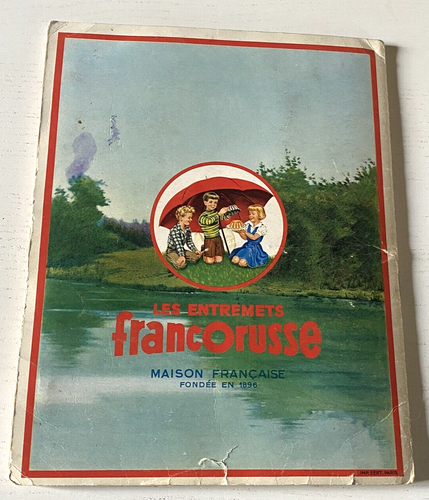 LES ENTREMETS
francorusse
MAISON FRANÇAISE
FONDÉE EN 1896